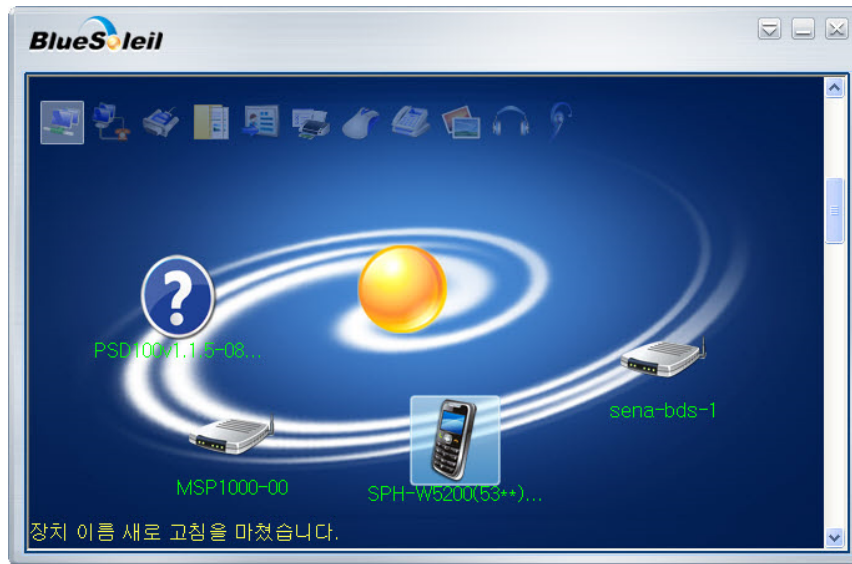 BlueSoleil
?
PSD100v1.1.5-08...
sena-bds-1
MSP1000-00
SPH-W5200(53**)...
장치 이름 새로 고침을 마쳤습니다.